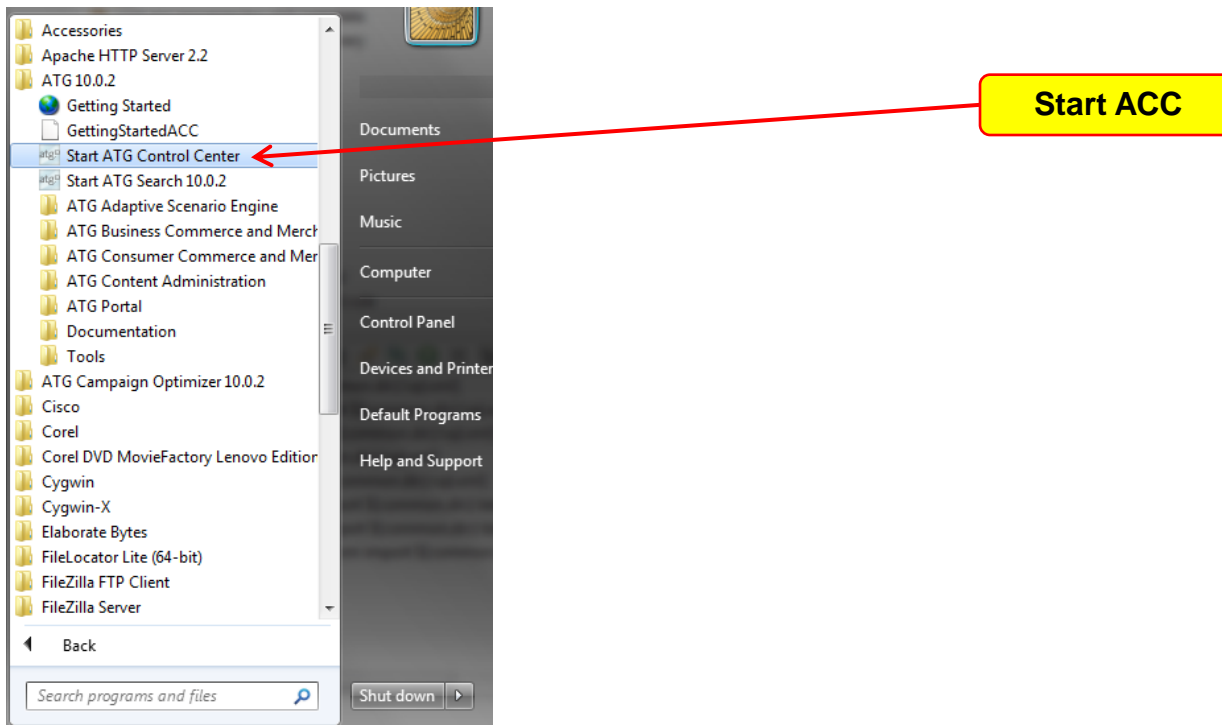 Accessories
Apache HTTP Server 2.2
ATG 10.0.2
Getting Started
GettingStartedACC
Start ATG Control Center
Start ATG Search 10.0.2
ATG Adaptive Scenario Engine
ATG Business Commerce and Merch
ATG Consumer Commerce and Mer
ATG Content Administration
ATG Portal
Documentation
Tools
ATG Campaign Optimizer 10.0.2
Cisco
Corel
Corel DVD MovieFactory Lenovo Edition
Cygwin
Cygwin-X
Elaborate Bytes
FileLocator Lite (64-bit)
FileZilla FTP Client
FileZilla Server
Back
Search programs and files
Documents
Pictures
Music
Computer
Control Panel
Devices and Printer
Default Programs
Help and Support
Shut down
Start ACC